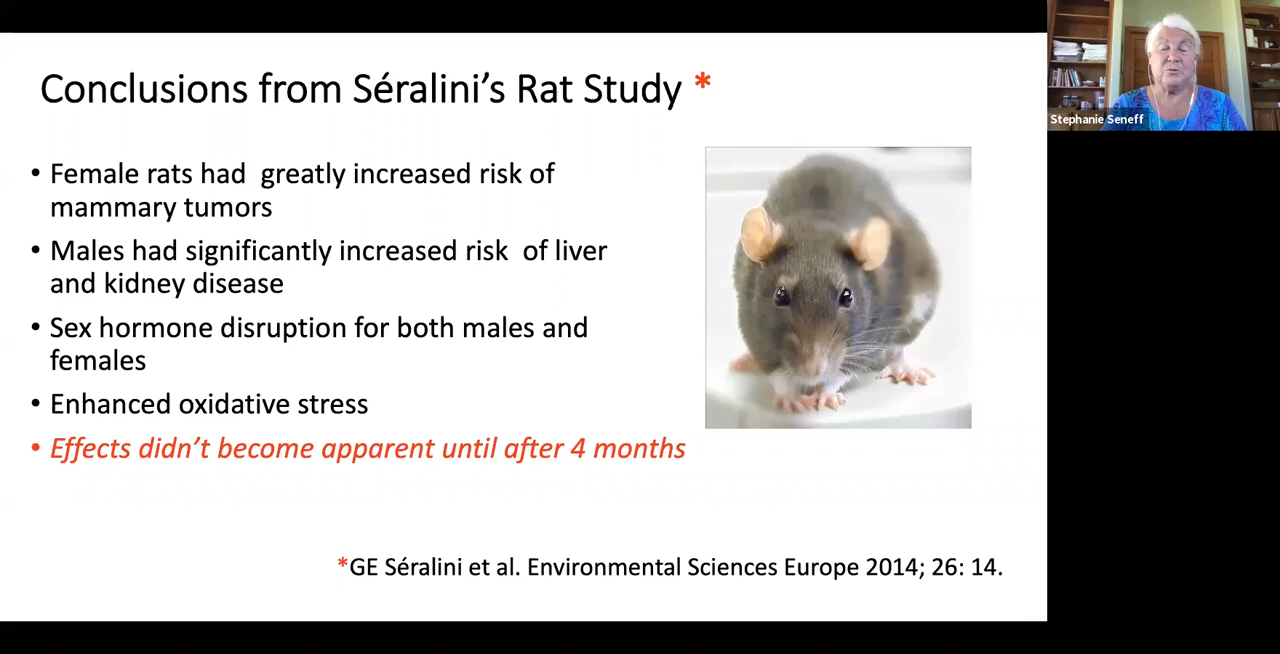 Conclusions from Séralini's Rat Study *
• Female rats had greatly increased risk of
mammary tumors
• Males had significantly increased risk of liver
and kidney disease
• Sex hormone disruption for both males and
females
• Enhanced oxidative stress
• Effects didn't become apparent until after 4 months
*GE Séralini et al. Environmental Sciences Europe 2014; 26: 14.
Stephanie Seneff